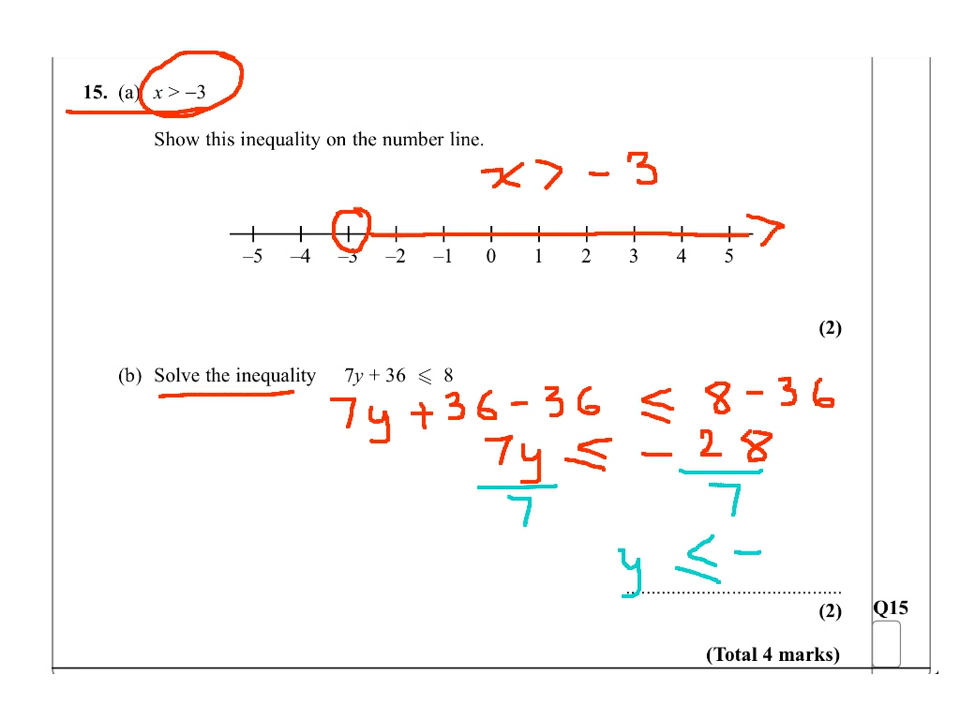 15. (a) x > –3
Show this inequality on the number line.
x > - 3
–5 –4 –3 –2 –1 0 1 2 3 4 5
(2)
(b) Solve the inequality 7y + 36 ⩽ 8
7y + 36 - 36 ≤ 8 - 36
7y ≤ - 28
7 7
y ≤ -
(2) Q15
(Total 4 marks)